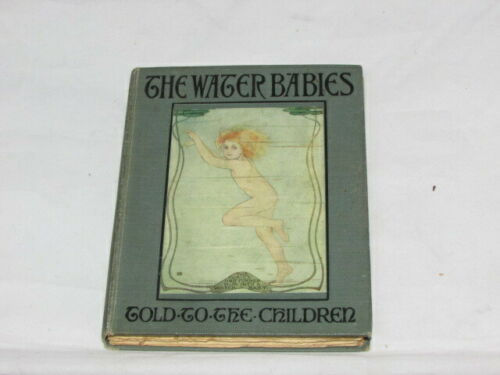 THE WATER BABIES
TOLD·TO·THE·CHILDREN